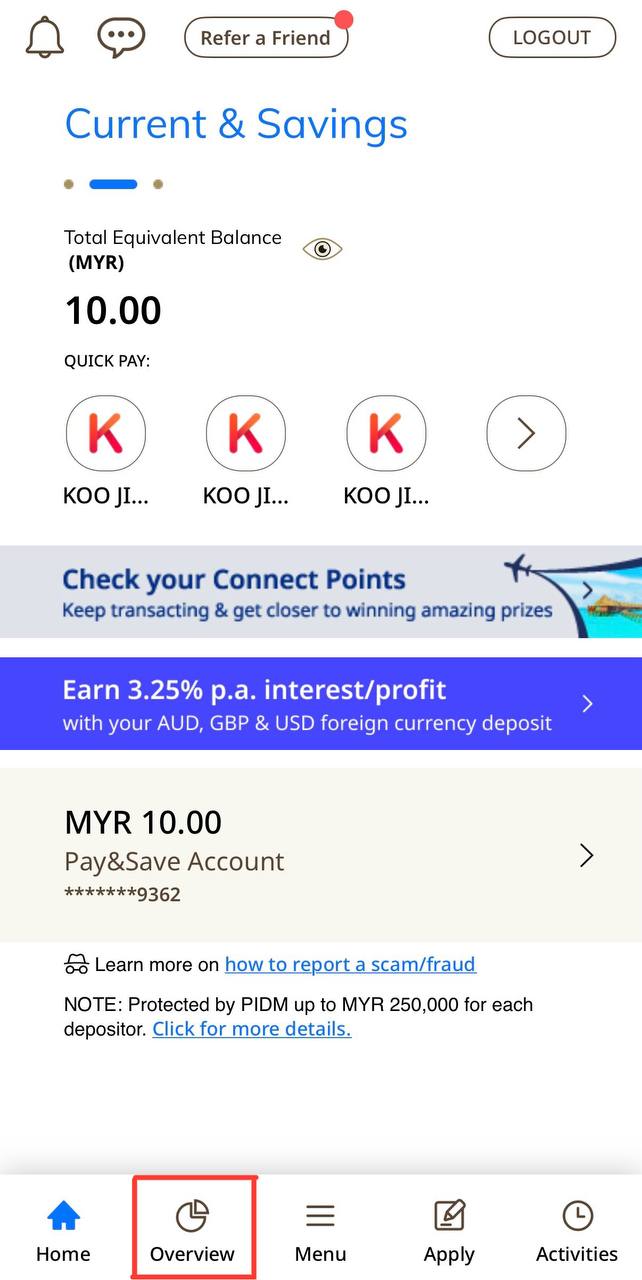 Refer a Friend
LOGOUT
Current & Savings
Total Equivalent Balance
(MYR)
10.00
QUICK PAY:
K K K
KOO JI... KOO JI... KOO JI...
Check your Connect Points
Keep transacting & get closer to winning amazing prizes
Earn 3.25% p.a. interest/profit
with your AUD, GBP & USD foreign currency deposit
MYR 10.00
Pay&Save Account
*******9362
Learn more on how to report a scam/fraud
NOTE: Protected by PIDM up to MYR 250,000 for each
depositor. Click for more details.
Home Overview Menu Apply Activities